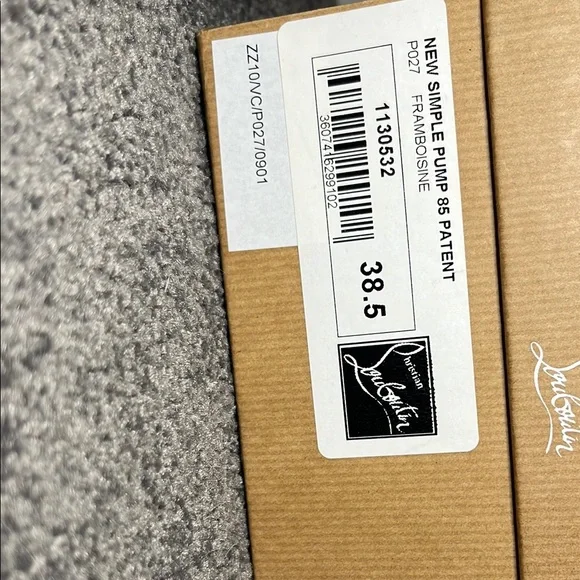 NEW SIMPLE PUMP 85 PATENT
P027 FRAMBOISINE
1130532
3607416299102
38.5
Christian
Louboutin
ZZ10/VC/P027/0901
Louboutin